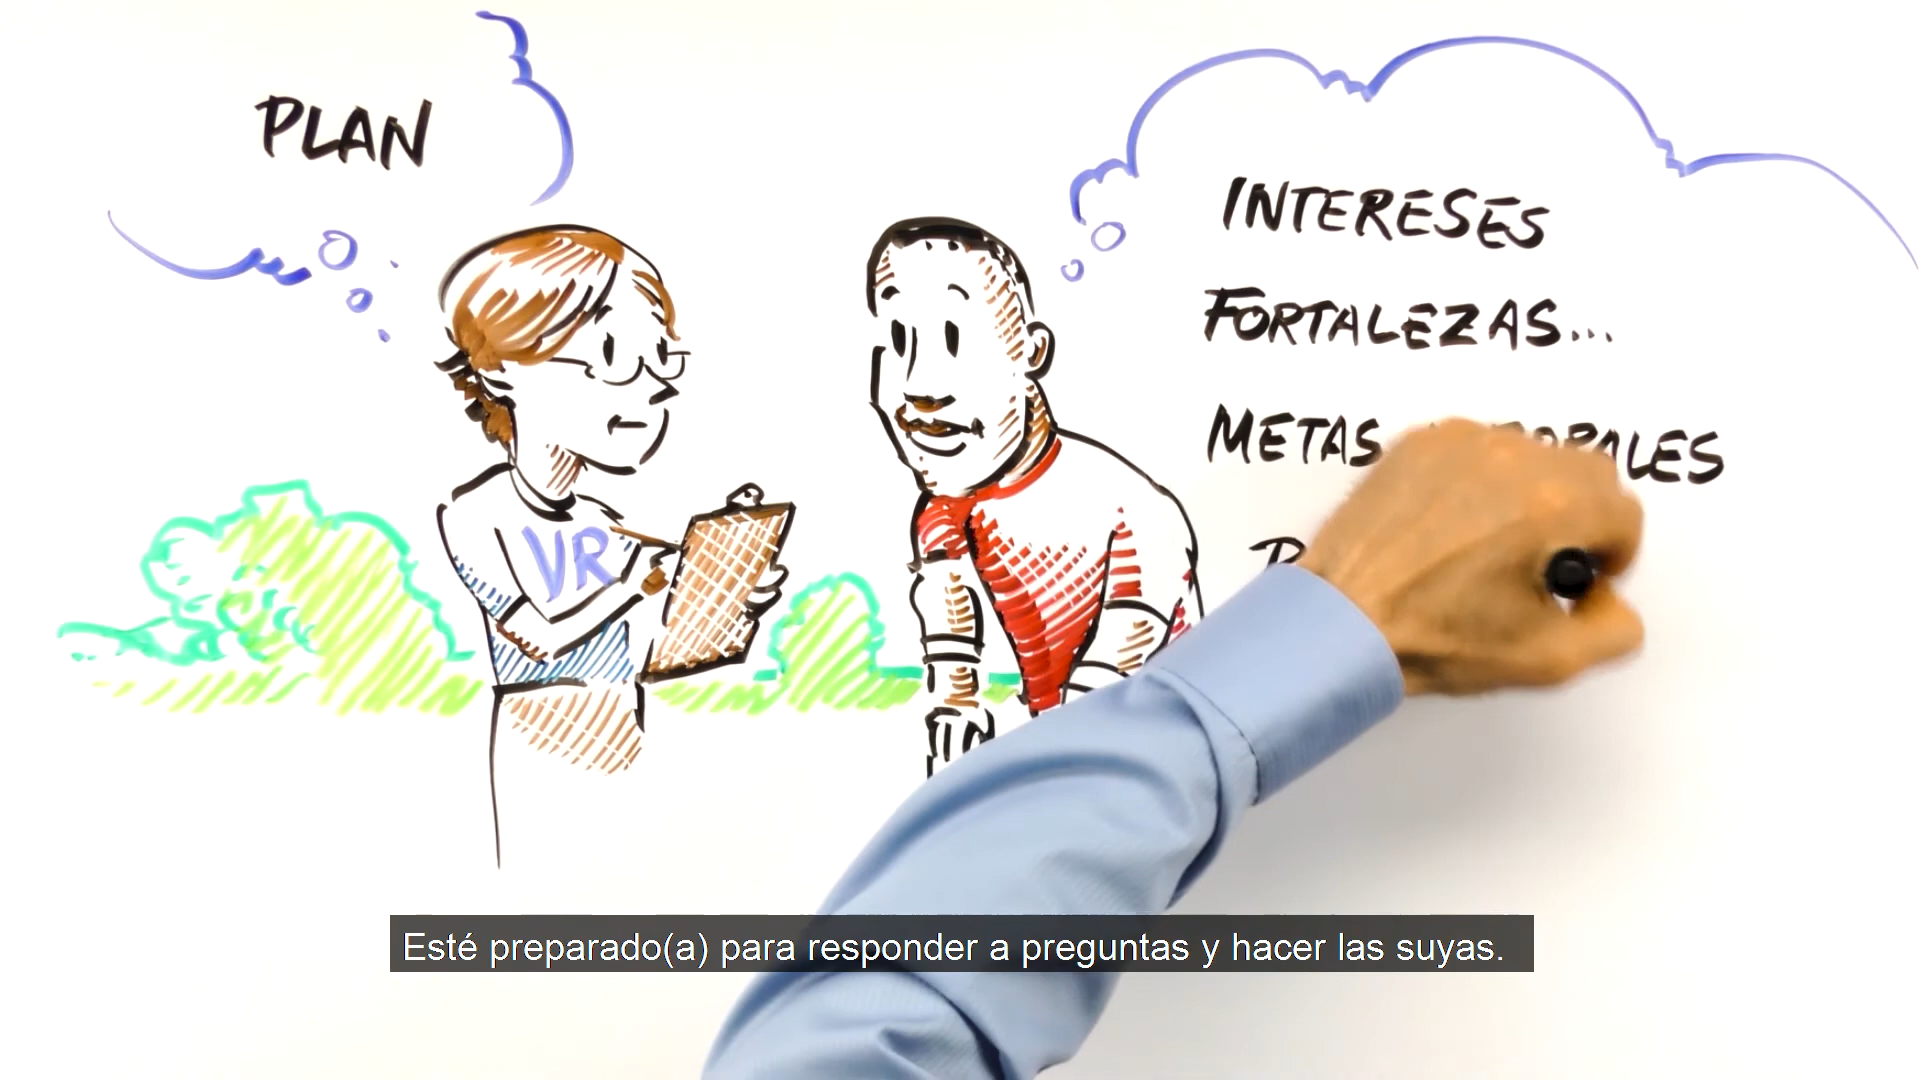 PLAN
INTERESES
FORTALEZAS...
METAS
VR
Esté preparado(a) para responder a preguntas y hacer las suyas.